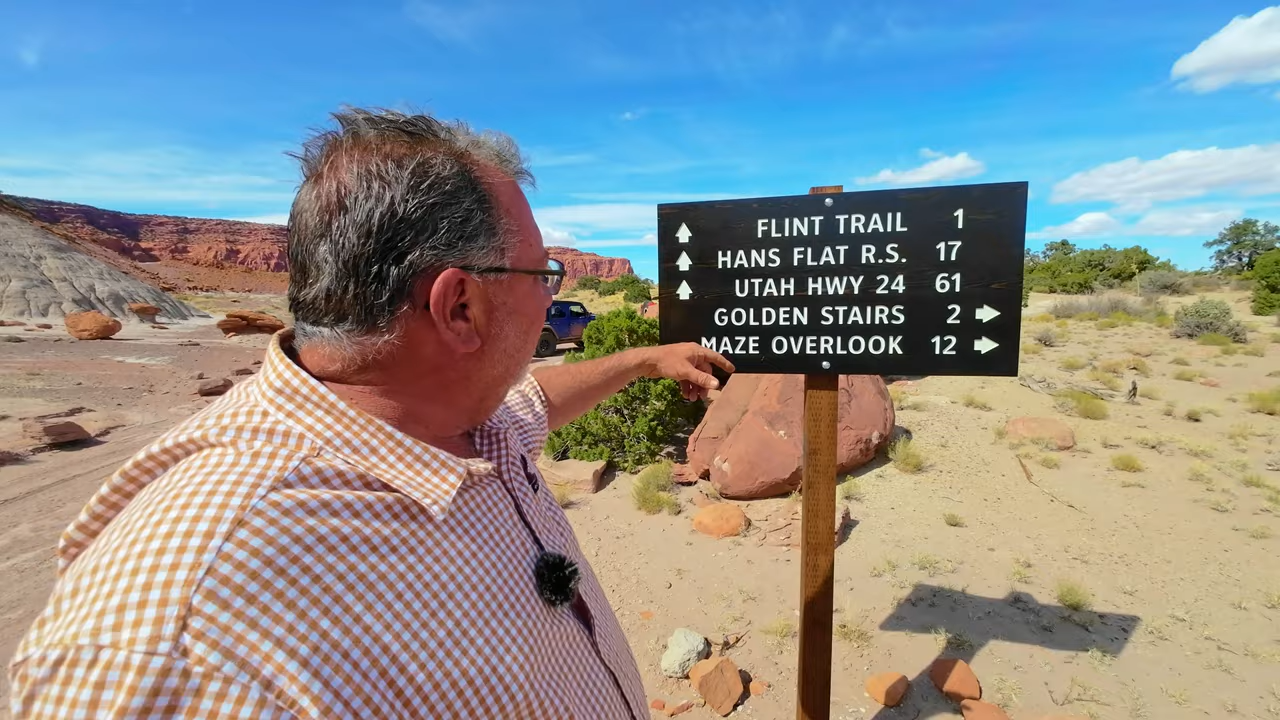 FLINT TRAIL 1
HANS FLAT R.S. 17
UTAH HWY 24 61
GOLDEN STAIRS 2
MAZE OVERLOOK 12